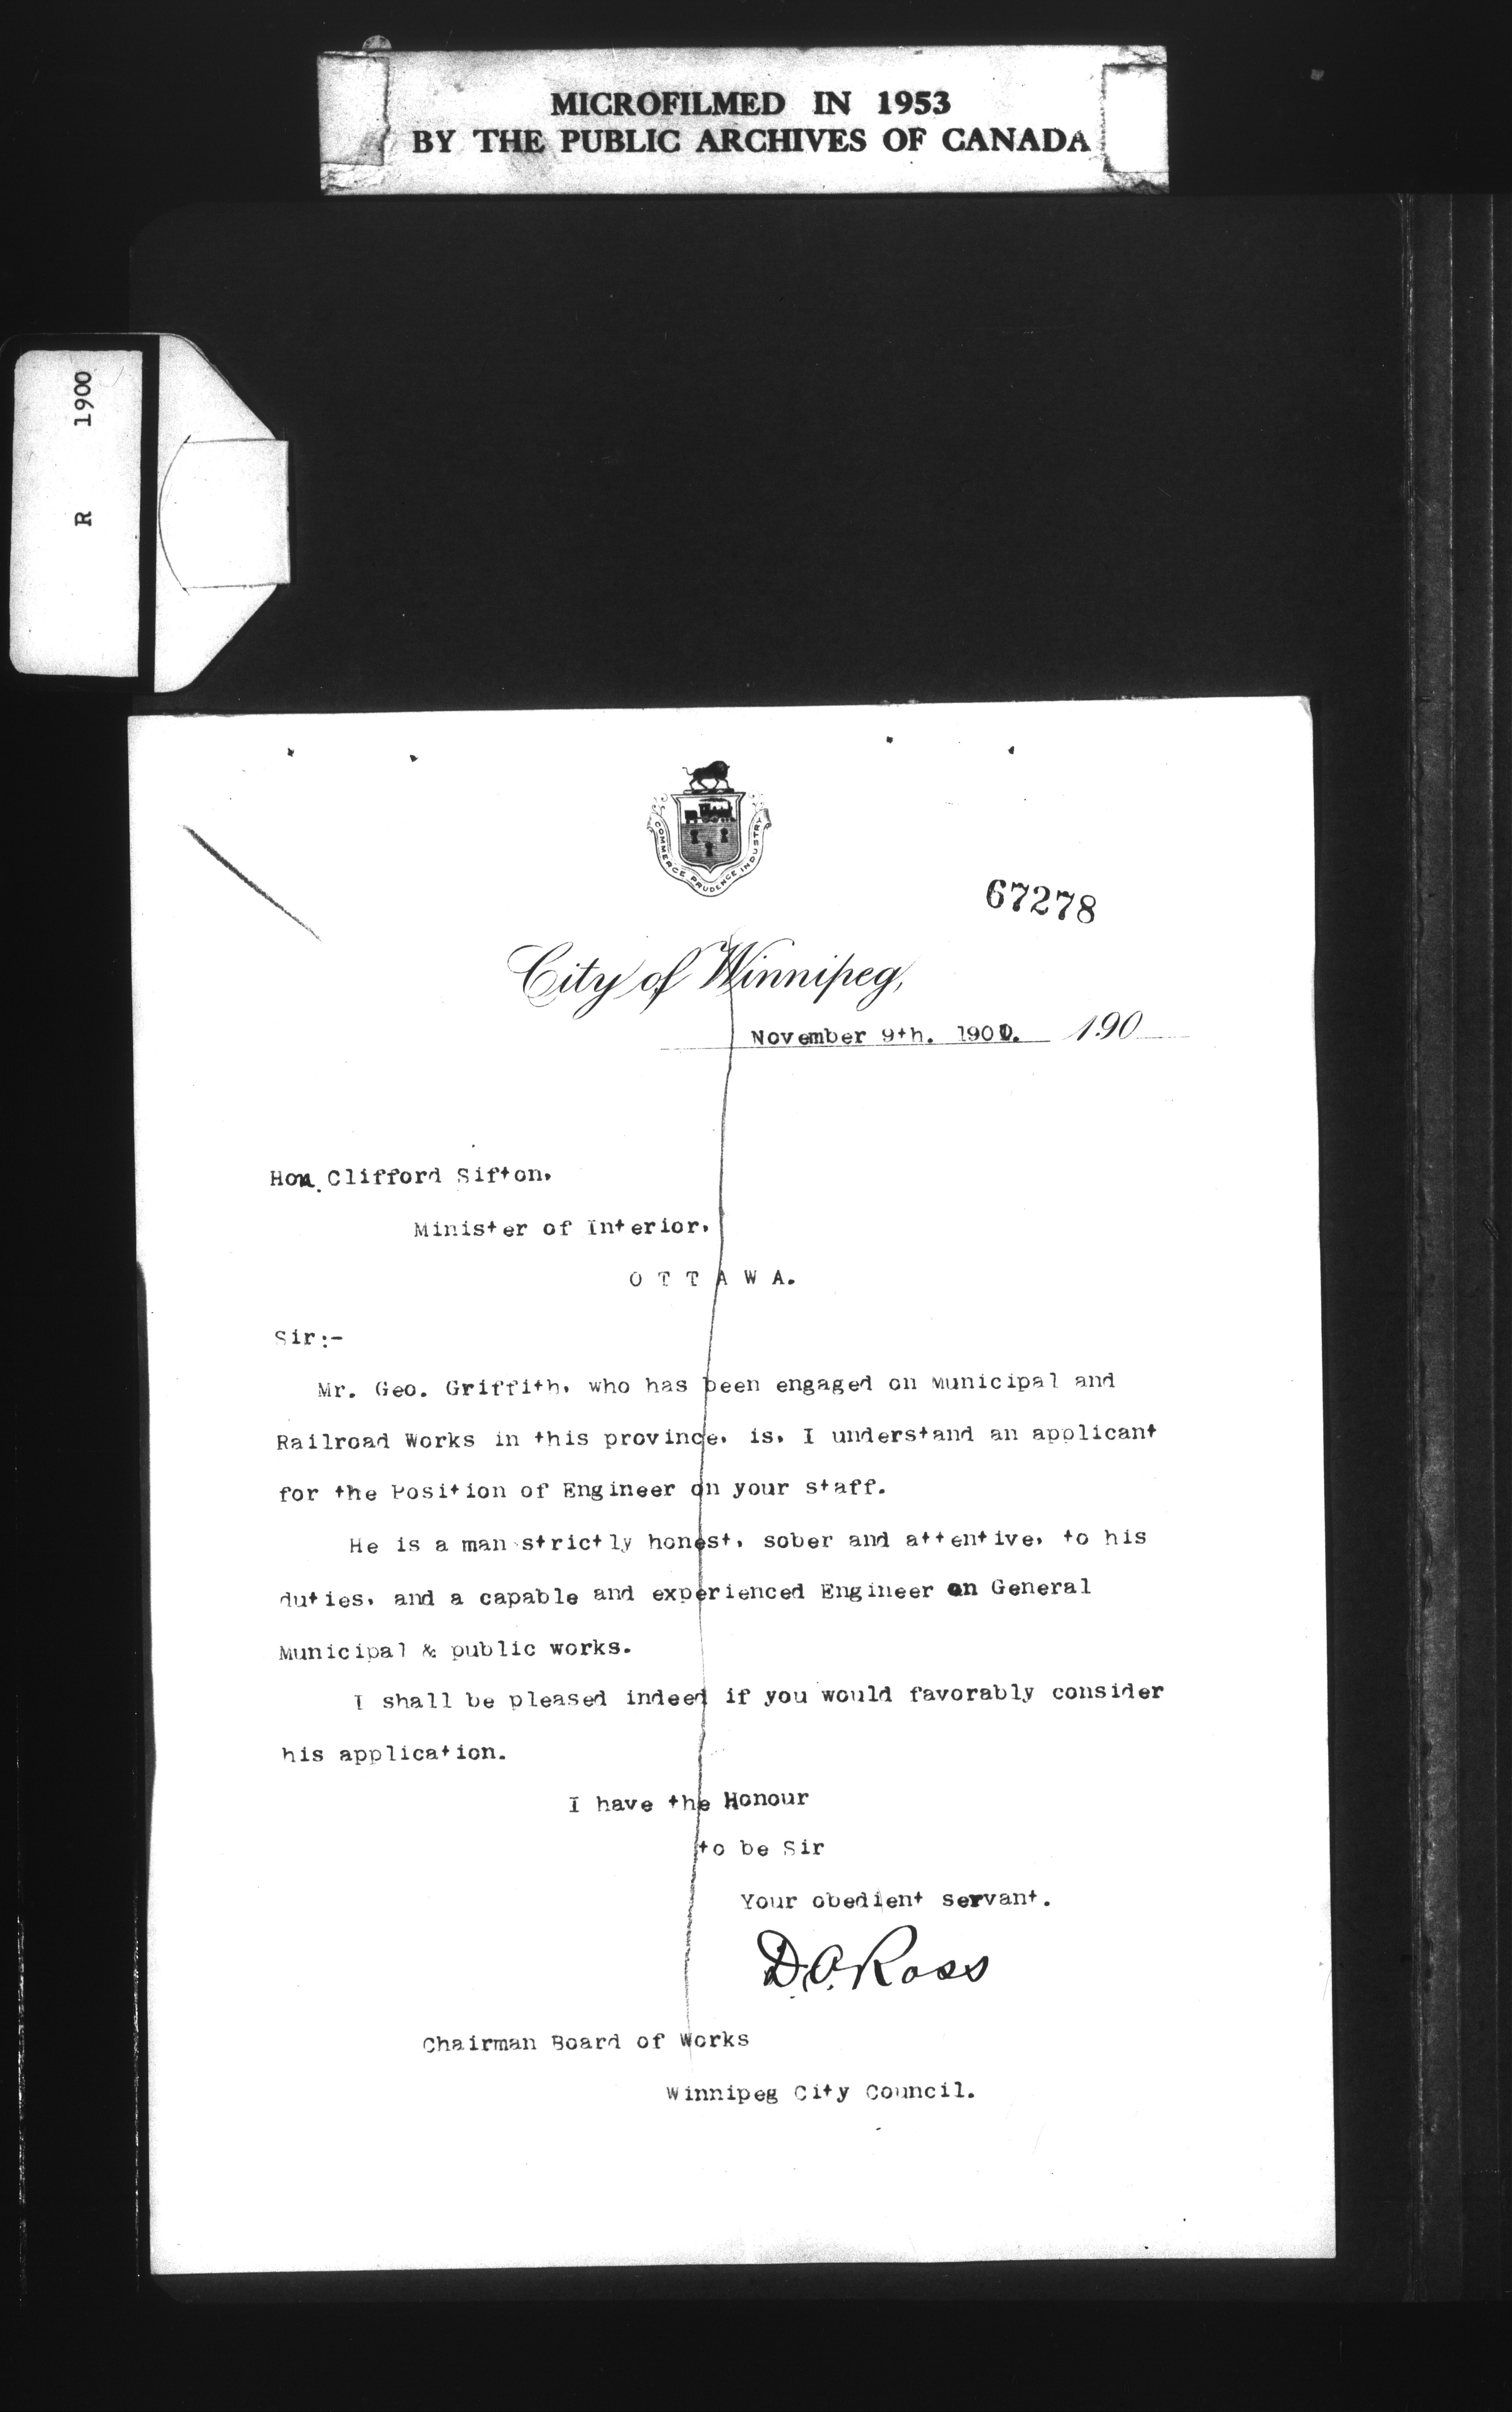 MICROFILMED IN 1953
BY THE PUBLIC ARCHIVES OF CANADA
R 1900
COMMERCE PRUDENCE INDUSTRY
67278
City of Winnipeg,
November 9th. 1900. 190
Hon. Clifford Sifton,
Minister of Interior,
O T T A W A.
Sir:-
Mr. Geo. Griffith, who has been engaged on Municipal and
Railroad Works in this province, is, I understand an applicant
for the Position of Engineer on your staff.
He is a man strictly honest, sober and attentive, to his
duties, and a capable and experienced Engineer on General
Municipal & public works.
I shall be pleased indeed if you would favorably consider
his application.
I have the Honour
to be Sir
Your obedient servant.
D. A. Ross
Chairman Board of Works
Winnipeg City Council.